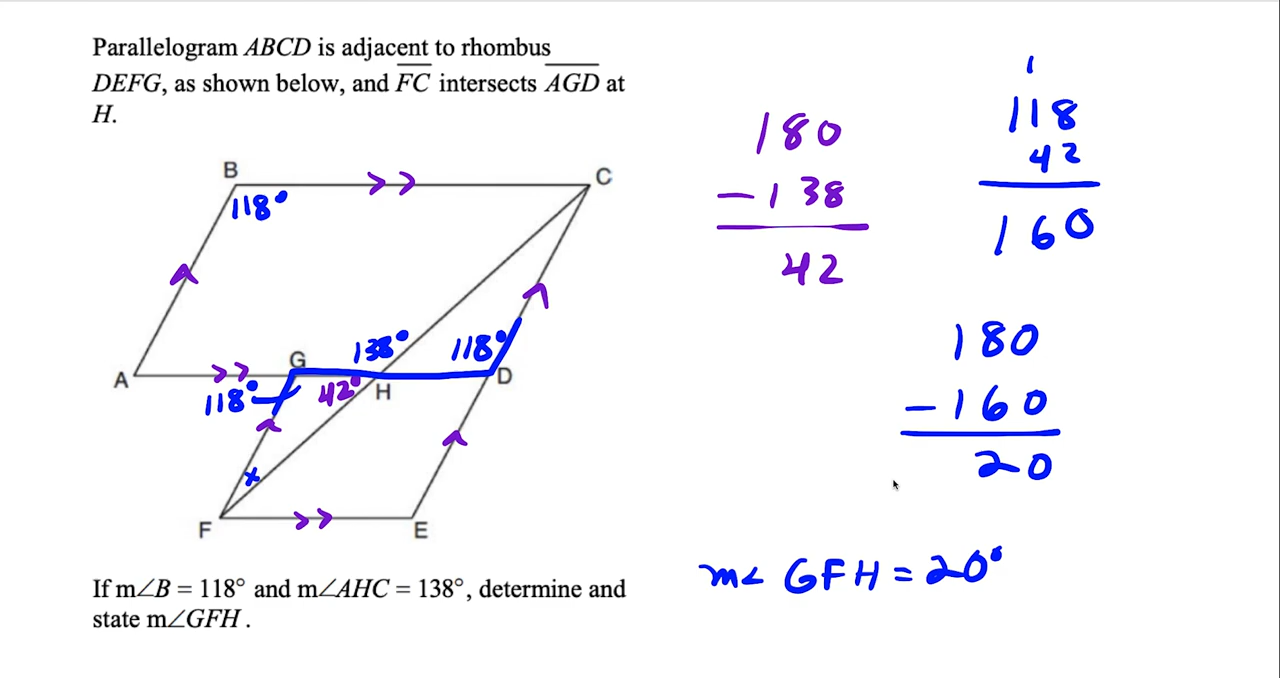 Parallelogram ABCD is adjacent to rhombus
DEFG, as shown below, and FC intersects AGD at
H.
B
C
118°
A
G
138°
118°
D
118°
42°
H
x
F
E
If m∠B = 118° and m∠AHC = 138°, determine and
state m∠GFH .
180
-138
42
1
118
42
160
180
-160
20
m∠ GFH = 20°